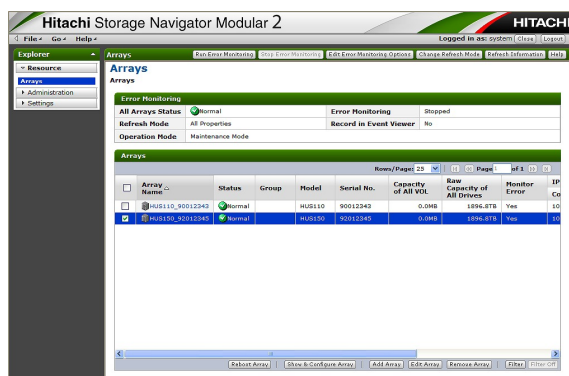 Hitachi Storage Navigator Modular 2
HITACHI
File Go Help
Logged in as: system Close Logout
Explorer
Arrays
Run Error Monitoring Stop Error Monitoring Edit Error Monitoring Options Change Refresh Mode Refresh Information Help
Resource
Arrays
Administration
Settings
Arrays
Arrays
Error Monitoring
All Arrays Status Normal Error Monitoring Stopped
Refresh Mode All Properties Record in Event Viewer No
Operation Mode Maintenance Mode
Arrays
Rows/Page: 25 Page 1 of 1
Array Name Status Group Model Serial No. Capacity of All VOL Raw Capacity of All Drives Monitor Error IP Co
HUS110_90012343 Normal HUS110 90012343 0.0MB 1896.8TB Yes 10
HUS150_92012345 Normal HUS150 92012345 0.0MB 1896.8TB Yes 10
Reboot Array Show & Configure Array Add Array Edit Array Remove Array Filter Filter Off